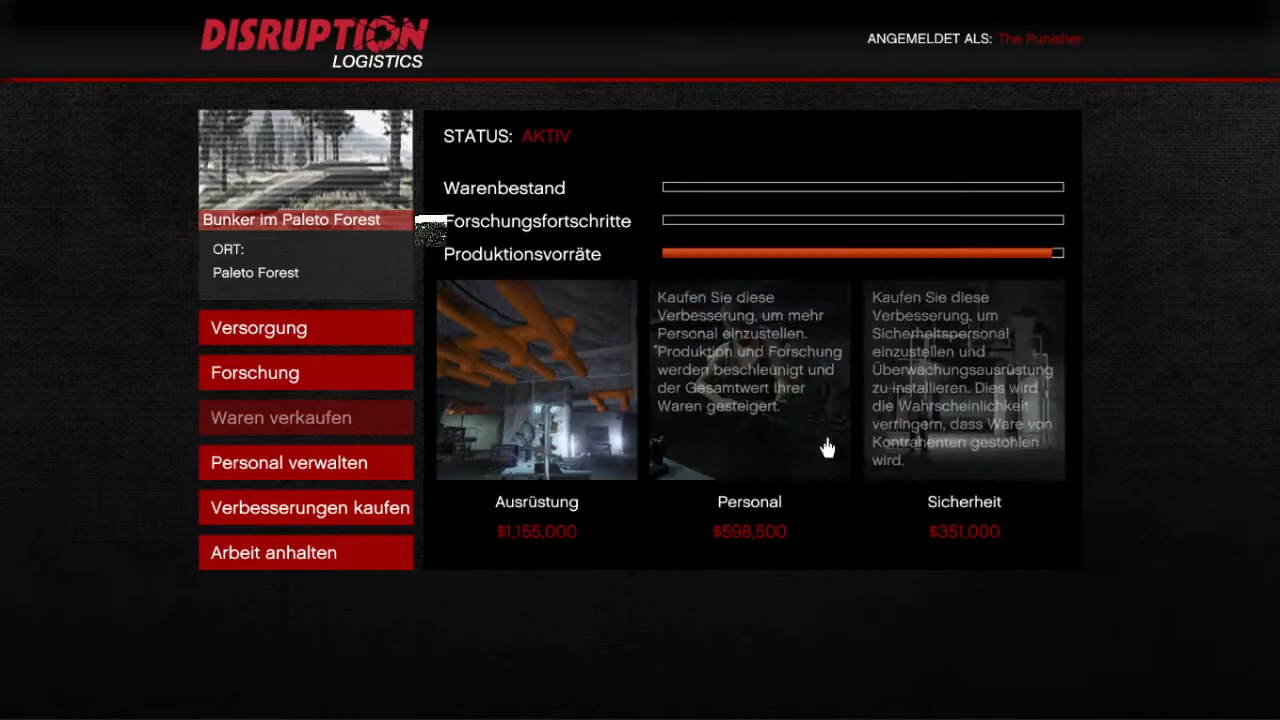 DISRUPTION
LOGISTICS
ANGEMELDET ALS: The Punisher
Bunker im Paleto Forest
ORT:
Paleto Forest
Versorgung
Forschung
Waren verkaufen
Personal verwalten
Verbesserungen kaufen
Arbeit anhalten
STATUS: AKTIV
Warenbestand
Forschungsfortschritte
Produktionsvorräte
Kaufen Sie diese
Verbesserung, um mehr
Personal einzustellen.
Produktion und Forschung
werden beschleunigt und
der Gesamtwert Ihrer
Waren gesteigert.
Kaufen Sie diese
Verbesserung, um
Sicherheitspersonal
einzustellen und
Überwachungsausrüstung
zu installieren. Dies wird
die Wahrscheinlichkeit
verringern, dass Ware von
Kontrahenten gestohlen
wird.
Ausrüstung
$1,155,000
Personal
$598,500
Sicherheit
$351,000